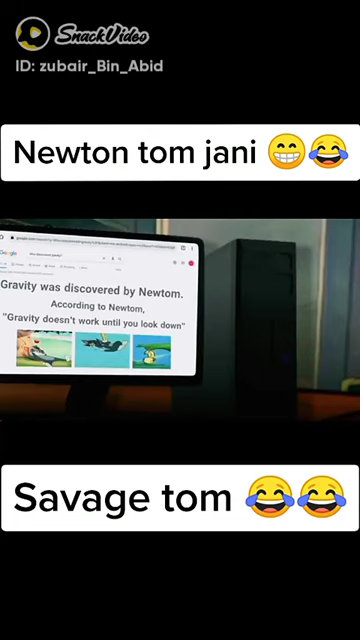 SnackVideo
ID: zubair_Bin_Abid
Newton tom jani 😁😂
Google
Gravity was discovered by Newtom.
According to Newtom,
"Gravity doesn't work until you look down"
Savage tom 😂😂